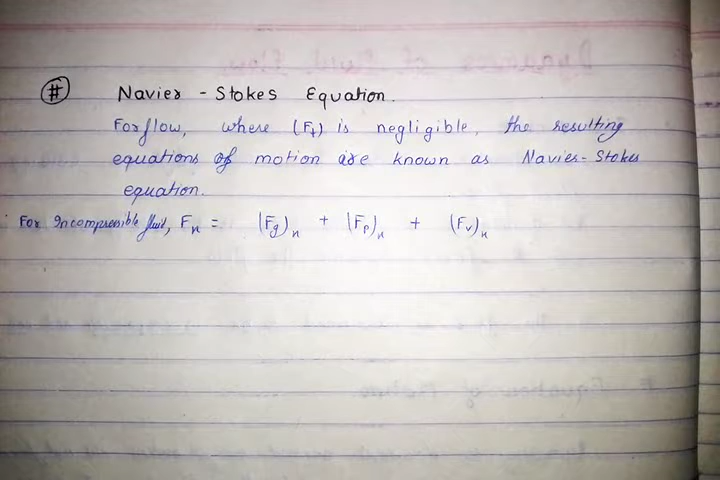 # Navier - Stokes Equation.
For flow, where (Ft) is negligible, the resulting
equations of motion are known as Navier - Stokes
equation.
For Incompressible fluid, Fx = (Fg)x + (Fp)x + (Fv)x